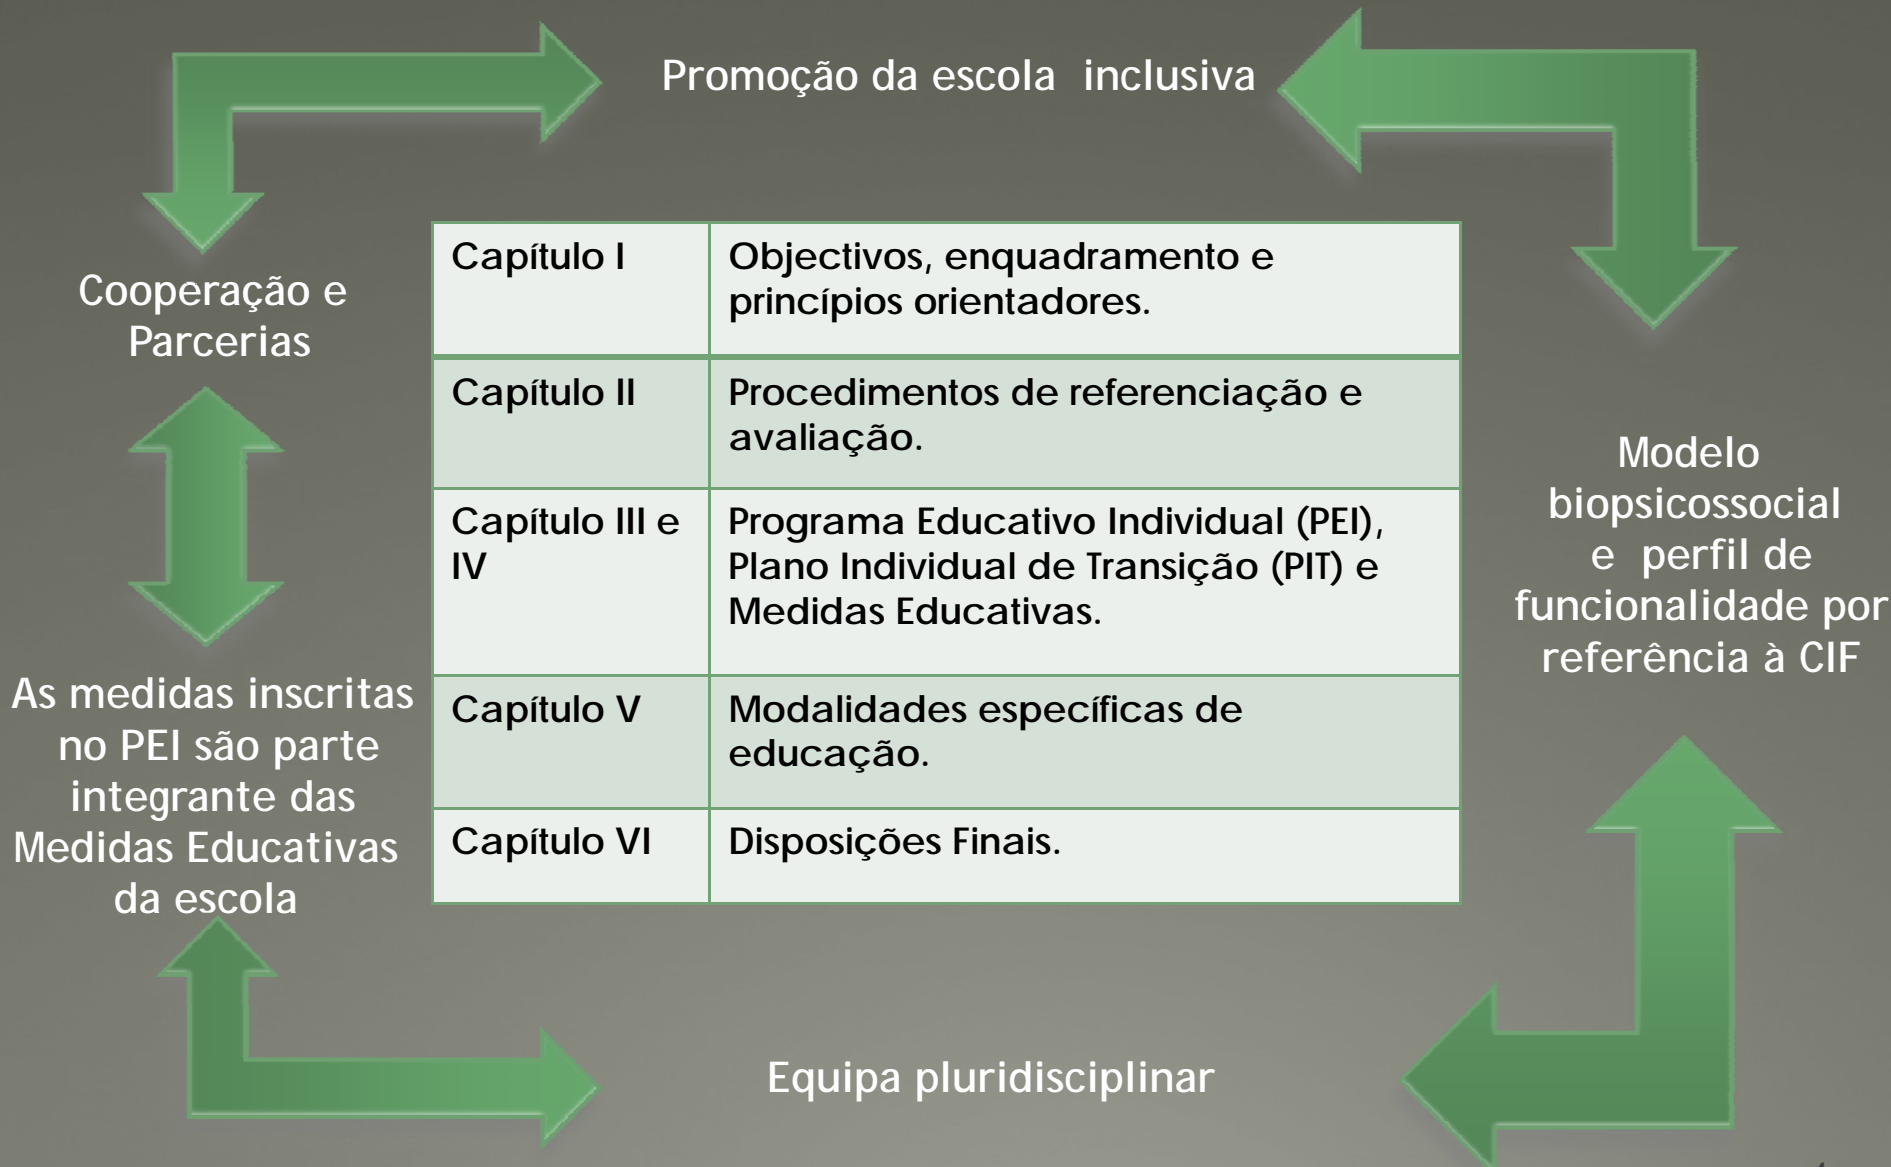 Promoção da escola inclusiva
Cooperação e
Parcerias
As medidas inscritas
no PEI são parte
integrante das
Medidas Educativas
da escola
Capítulo I
Objectivos, enquadramento e
princípios orientadores.
Capítulo II
Procedimentos de referenciação e
avaliação.
Capítulo III e
IV
Programa Educativo Individual (PEI),
Plano Individual de Transição (PIT) e
Medidas Educativas.
Capítulo V
Modalidades específicas de
educação.
Capítulo VI
Disposições Finais.
Modelo
biopsicossocial
e perfil de
funcionalidade por
referência à CIF
Equipa pluridisciplinar